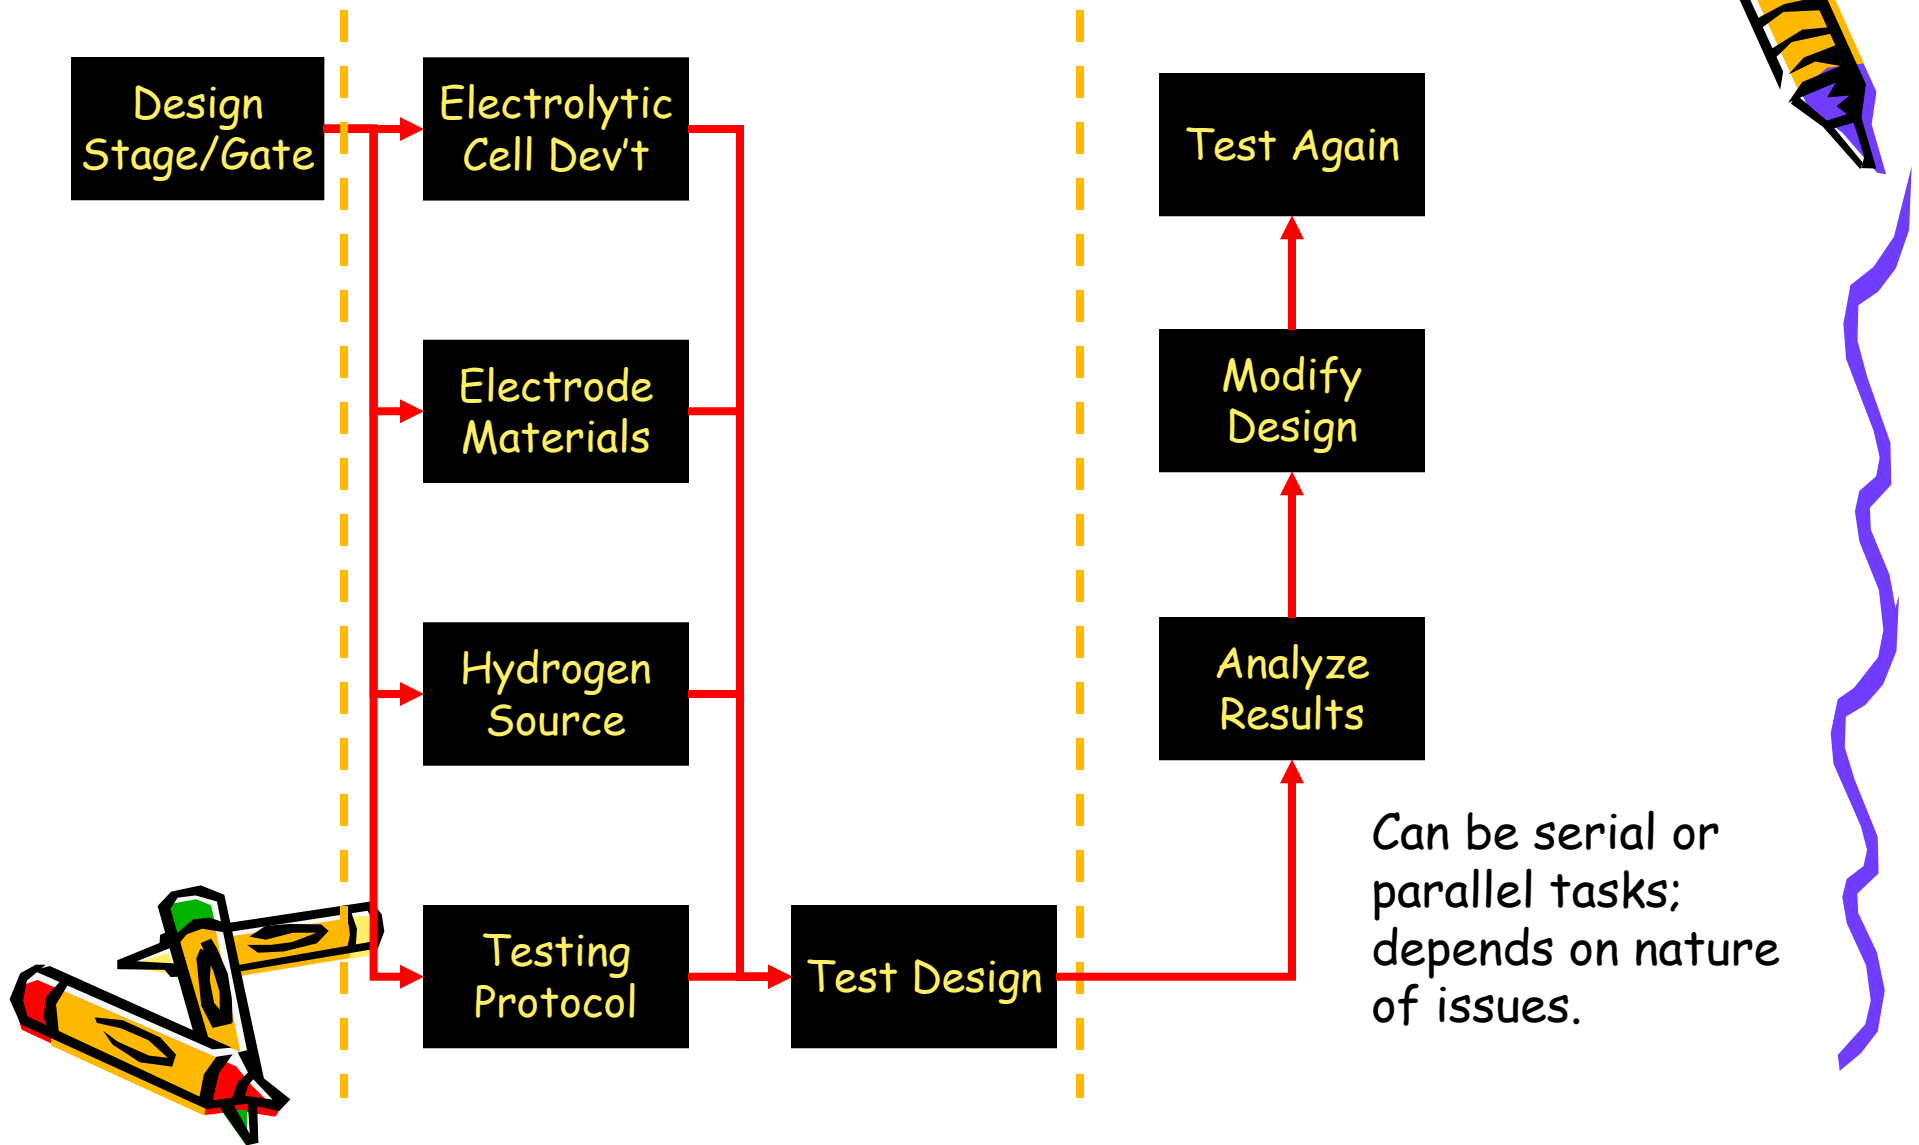 Design
Stage/Gate
Electrolytic
Cell Dev't
Electrode
Materials
Hydrogen
Source
Testing
Protocol
Test Design
Test Again
Modify
Design
Analyze
Results
Can be serial or
parallel tasks;
depends on nature
of issues.